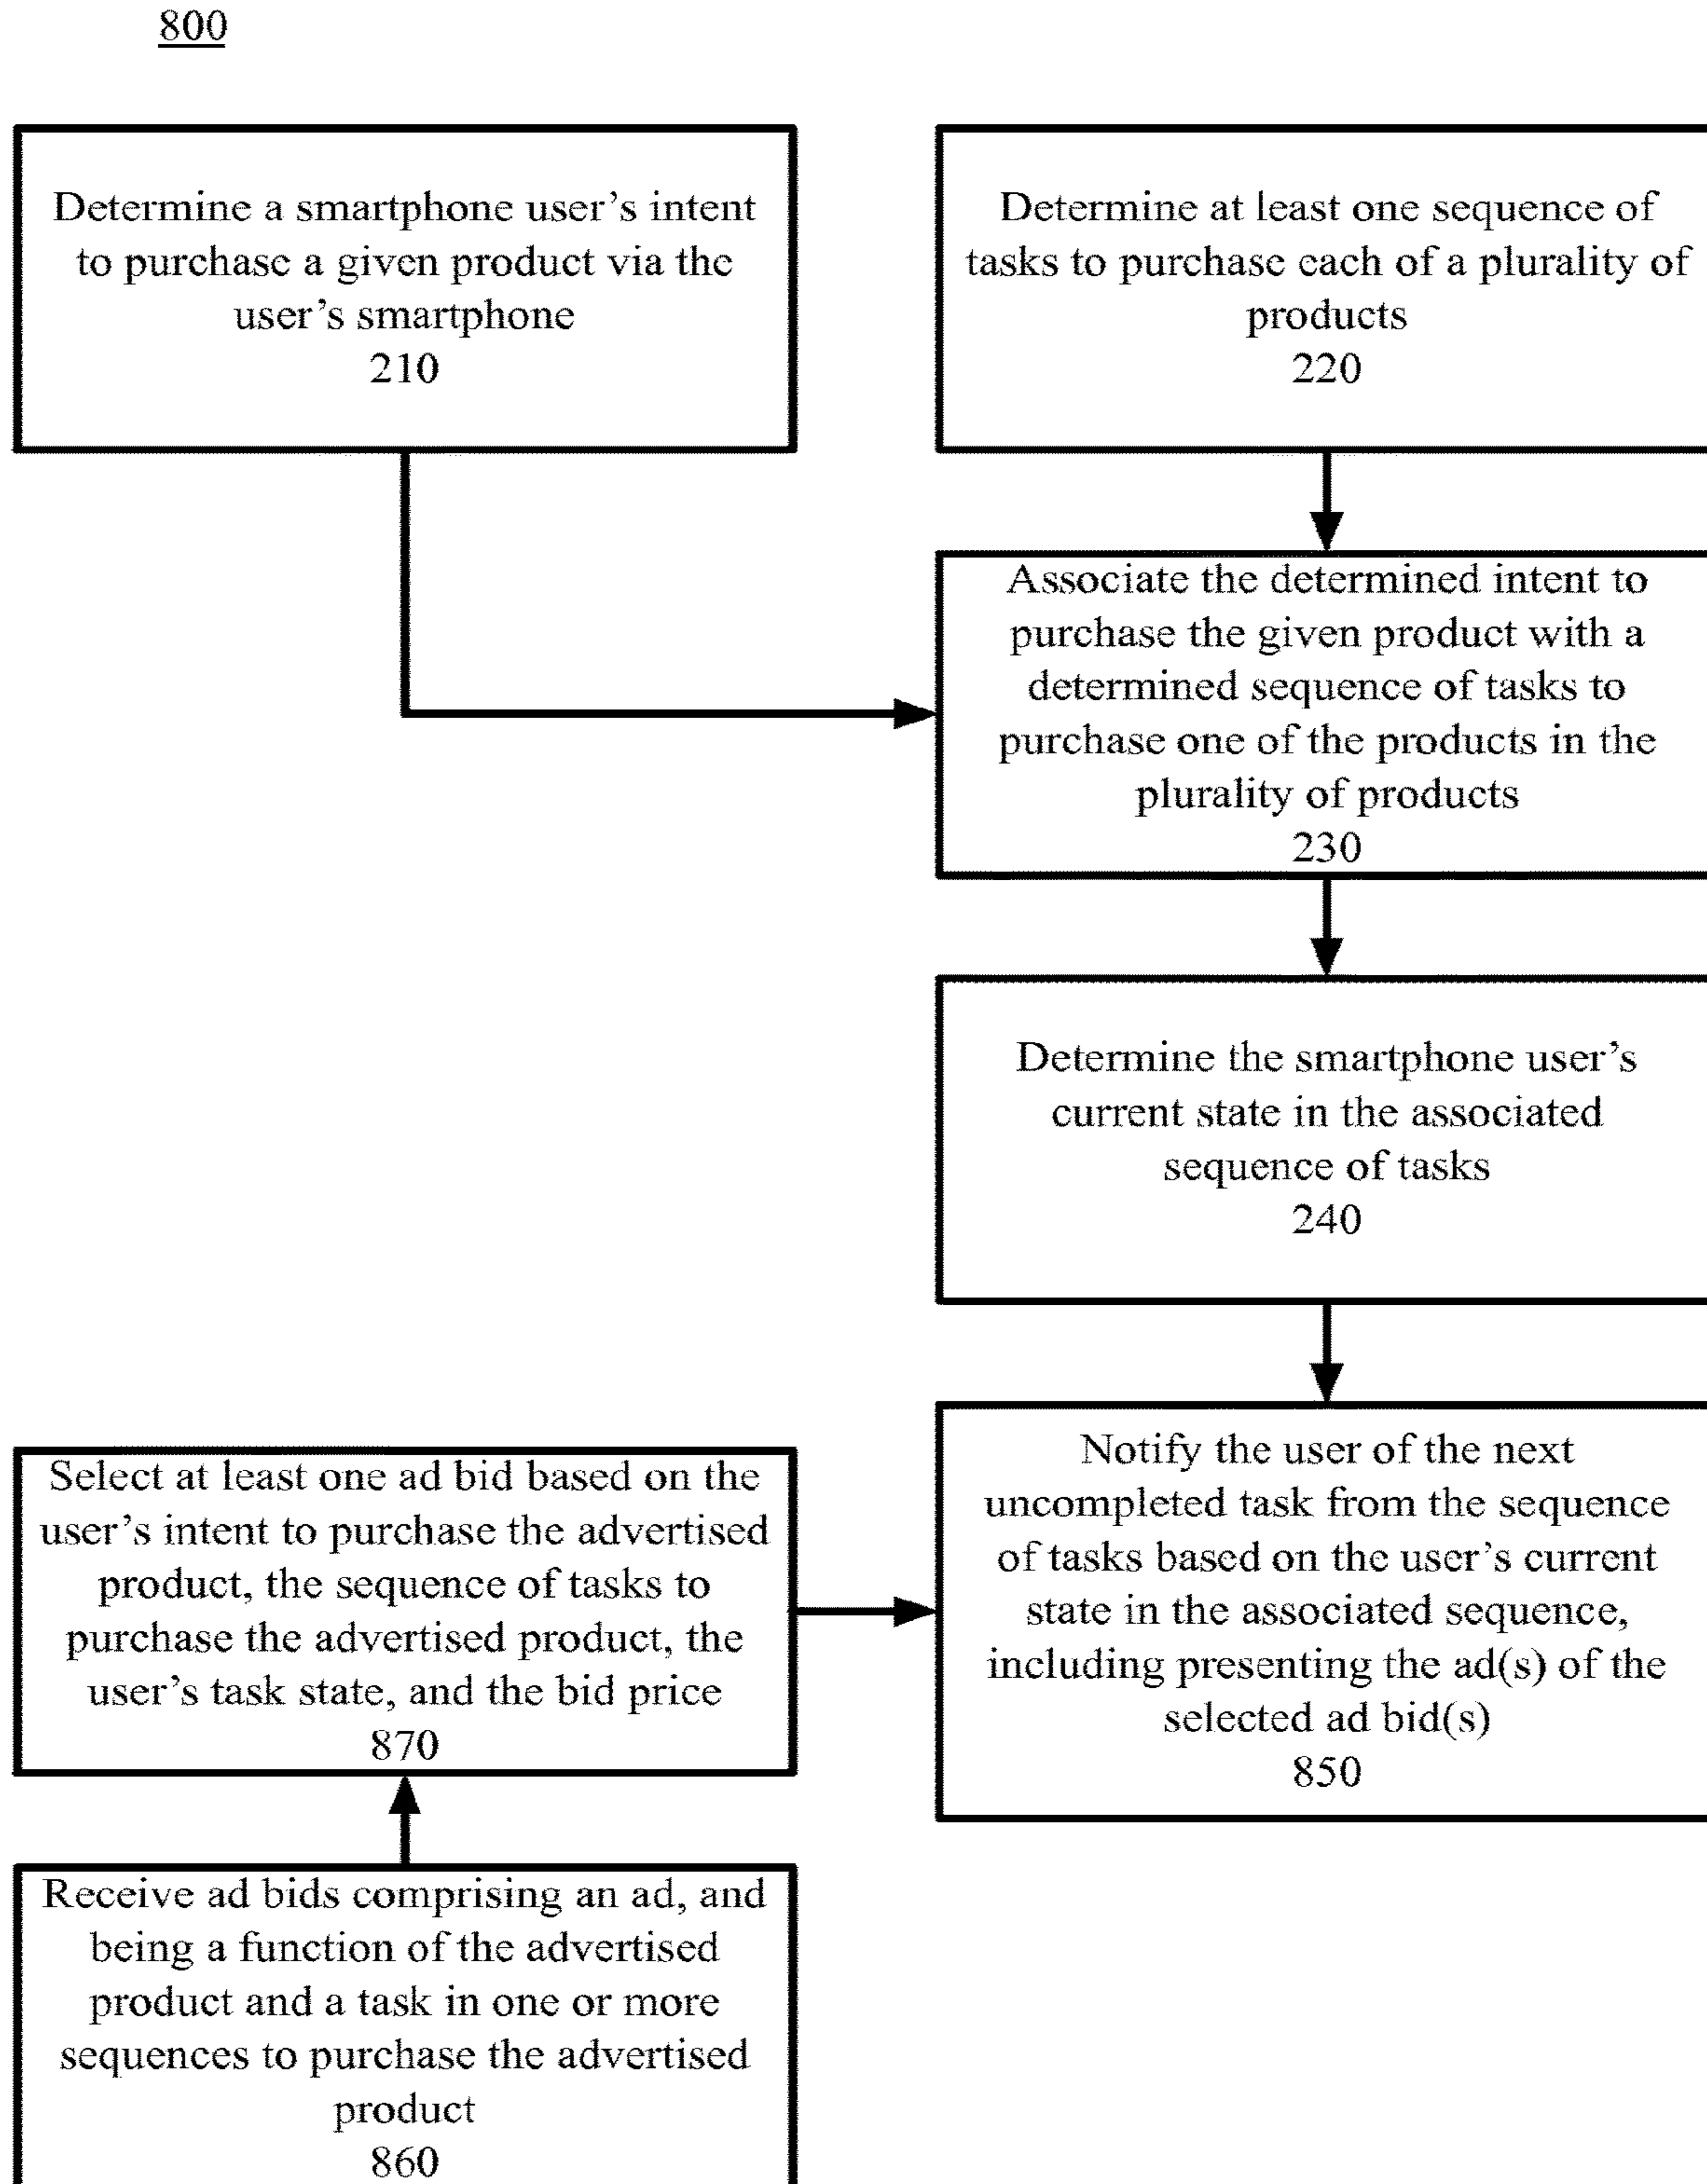 800
Determine a smartphone user's intent
to purchase a given product via the
user's smartphone
210
Determine at least one sequence of
tasks to purchase each of a plurality of
products
220
Associate the determined intent to
purchase the given product with a
determined sequence of tasks to
purchase one of the products in the
plurality of products
230
Determine the smartphone user's
current state in the associated
sequence of tasks
240
Select at least one ad bid based on the
user's intent to purchase the advertised
product, the sequence of tasks to
purchase the advertised product, the
user's task state, and the bid price
870
Notify the user of the next
uncompleted task from the sequence
of tasks based on the user's current
state in the associated sequence,
including presenting the ad(s) of the
selected ad bid(s)
850
Receive ad bids comprising an ad, and
being a function of the advertised
product and a task in one or more
sequences to purchase the advertised
product
860